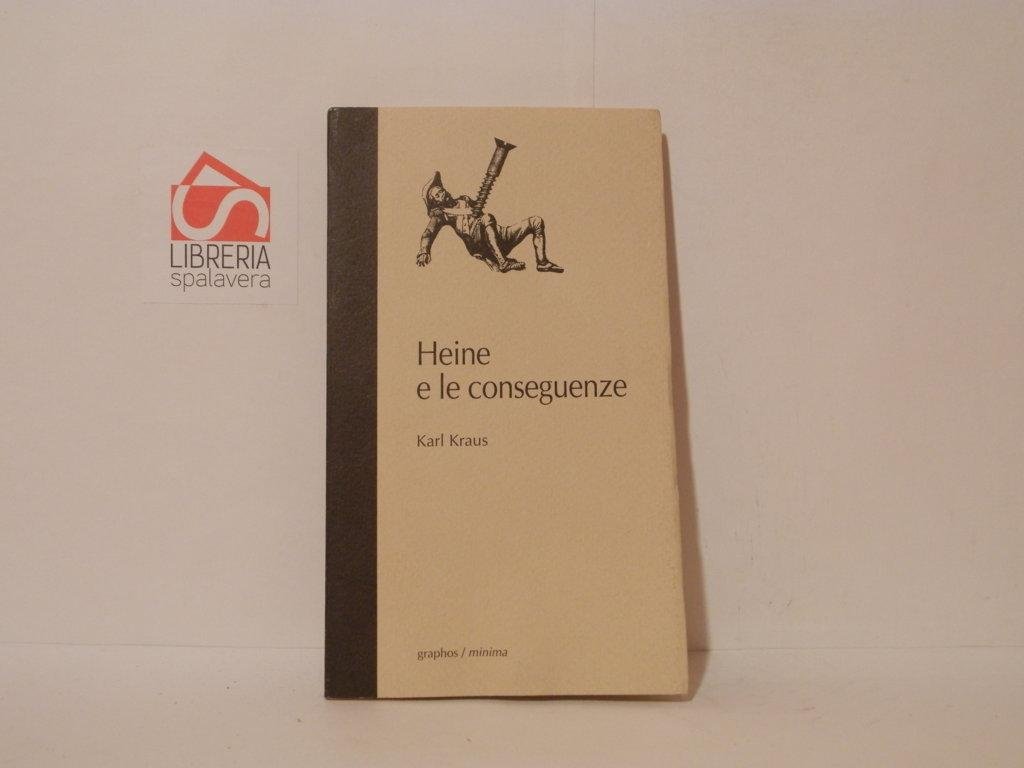 LIBRERIA
spalavera
Heine
e le conseguenze
Karl Kraus
graphos / minima